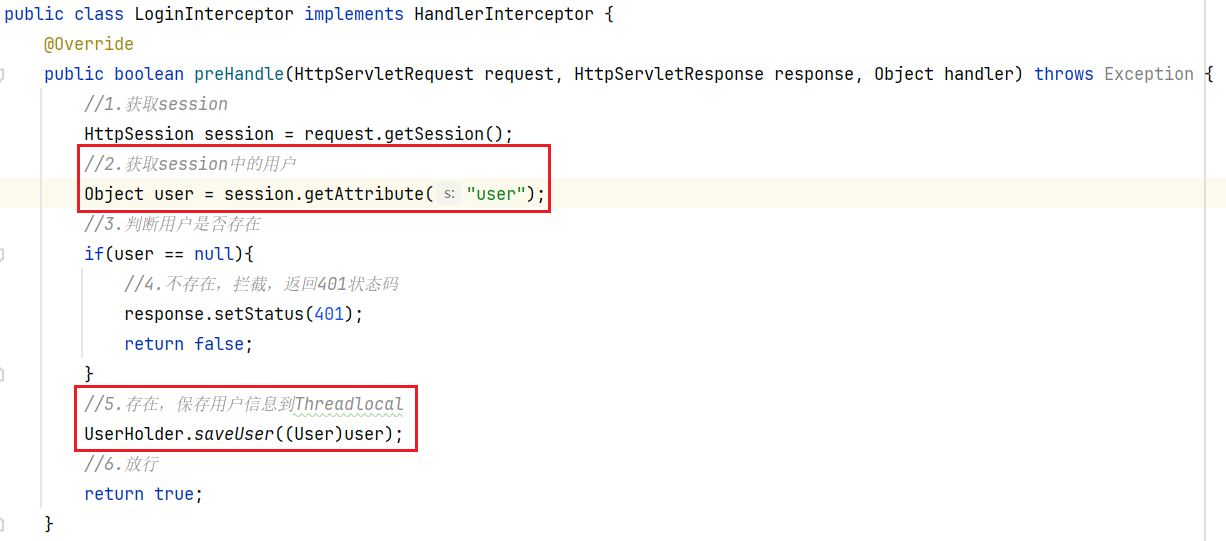 public class LoginInterceptor implements HandlerInterceptor {
@Override
public boolean preHandle(HttpServletRequest request, HttpServletResponse response, Object handler) throws Exception {
//1.获取session
HttpSession session = request.getSession();
//2.获取session中的用户
Object user = session.getAttribute( s: "user");
//3.判断用户是否存在
if(user == null){
//4.不存在，拦截，返回401状态码
response.setStatus(401);
return false;
}
//5.存在，保存用户信息到Threadlocal
UserHolder.saveUser((User)user);
//6.放行
return true;
}